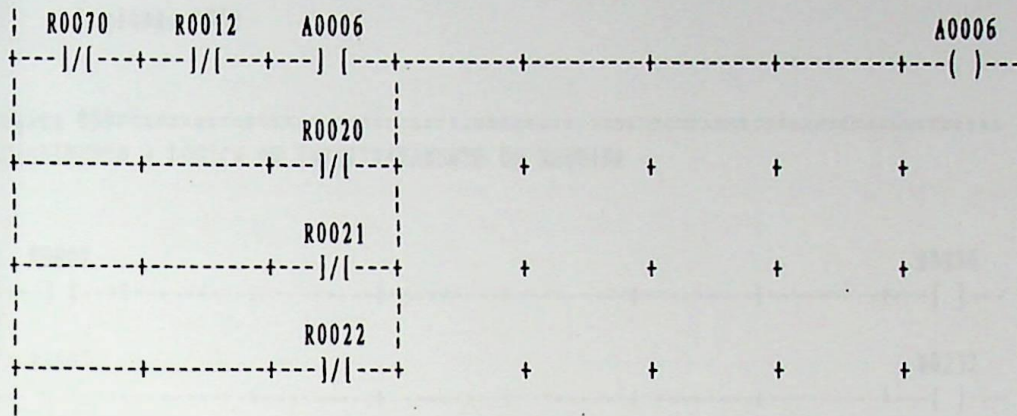 R0070 R0012 A0006 A0006
+---]/[---+---]/[---+---] [---+---------+---------+---------+---------+---( )---
R0020
+---------+---------+---]/[---+ + + + +
R0021
+---------+---------+---]/[---+ + + + +
R0022
+---------+---------+---]/[---+ + + + +